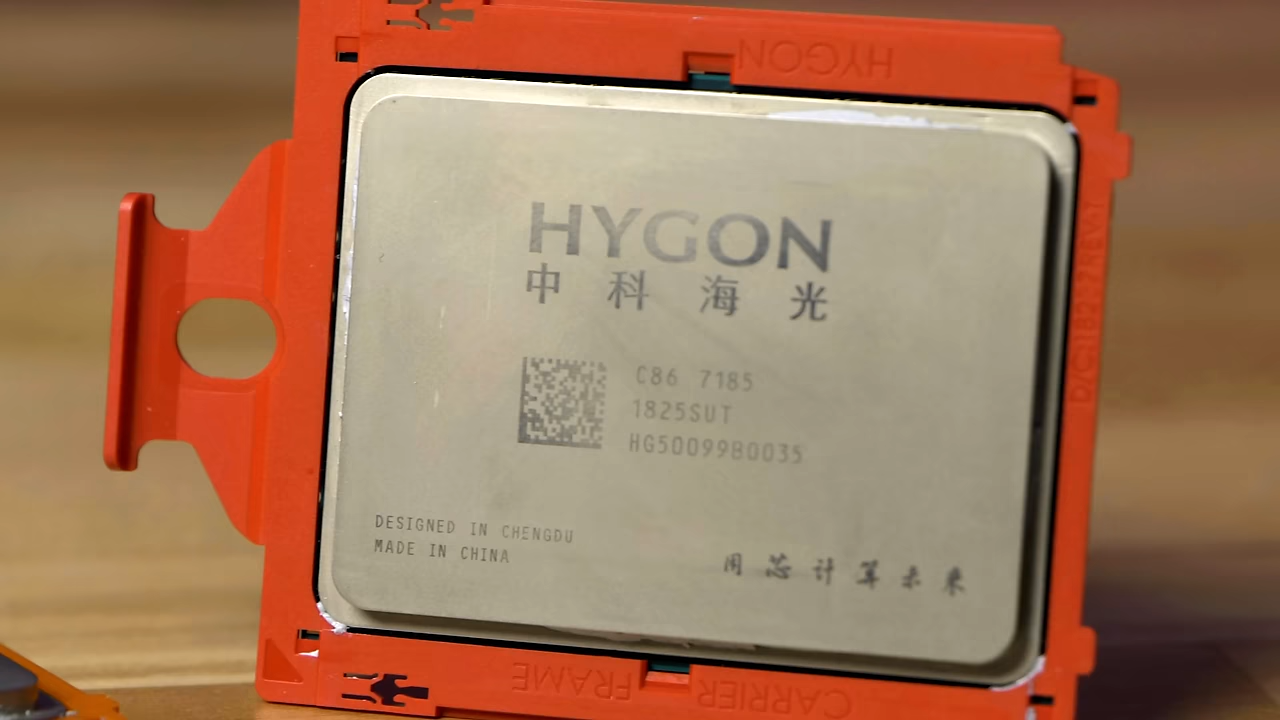 HYGON
HYGON
中科海光
C86 7185
1825SUT
HG5009980035
DESIGNED IN CHENGDU
MADE IN CHINA
用芯计算未来
CARRIER FRAME